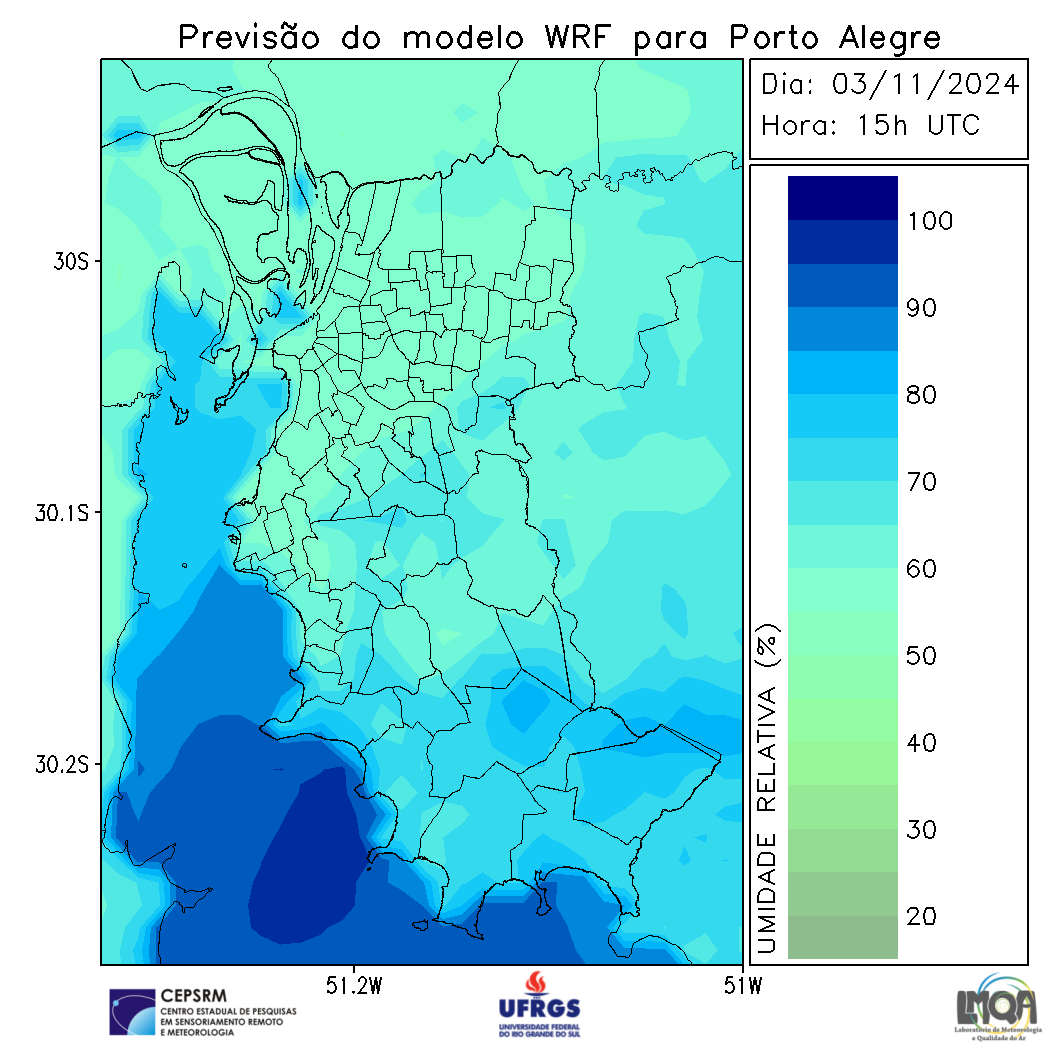 Previsão do modelo WRF para Porto Alegre
Dia: 03/11/2024
Hora: 15h UTC
100
90
80
70
60
50
40
30
20
UMIDADE RELATIVA (%)
30S
30.1S
30.2S
51.2W
51W
CEPSRM
CENTRO ESTADUAL DE PESQUISAS
EM SENSORIAMENTO REMOTO
E METEOROLOGIA
UFRGS
UNIVERSIDADE FEDERAL
DO RIO GRANDE DO SUL
LMQA
Laboratório de Meteorologia
e Qualidade do Ar